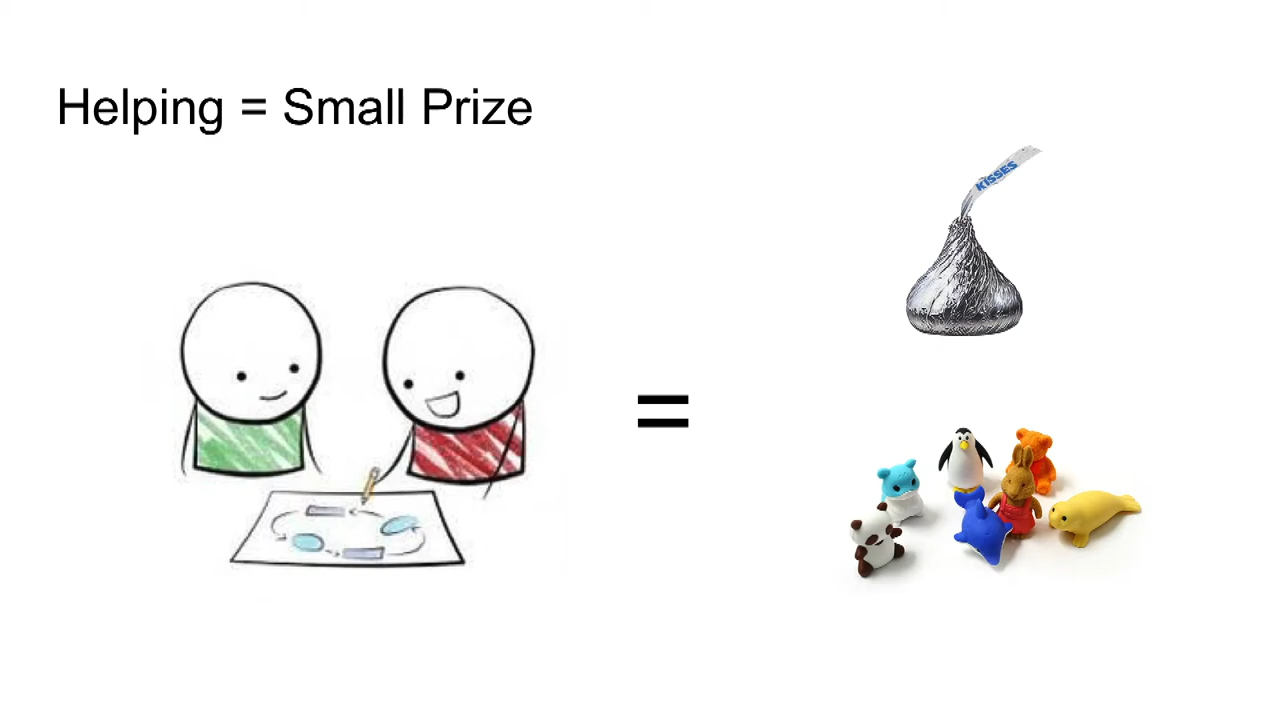 Helping = Small Prize
KISSES
=